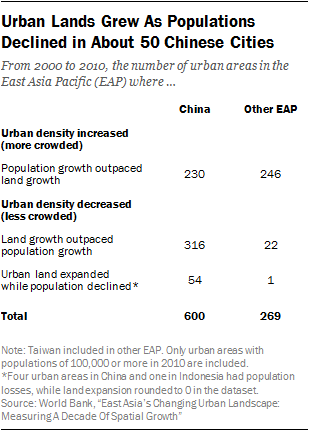 Urban Lands Grew As Populations
Declined in About 50 Chinese Cities
From 2000 to 2010, the number of urban areas in the
East Asia Pacific (EAP) where ...
China Other EAP
Urban density increased
(more crowded)
Population growth outpaced
land growth 230 246
Urban density decreased
(less crowded)
Land growth outpaced
population growth 316 22
Urban land expanded
while population declined* 54 1
Total 600 269
Note: Taiwan included in other EAP. Only urban areas with
populations of 100,000 or more in 2010 are included.
*Four urban areas in China and one in Indonesia had population
losses, while land expansion rounded to 0 in the dataset.
Source: World Bank, “East Asia’s Changing Urban Landscape:
Measuring A Decade Of Spatial Growth”